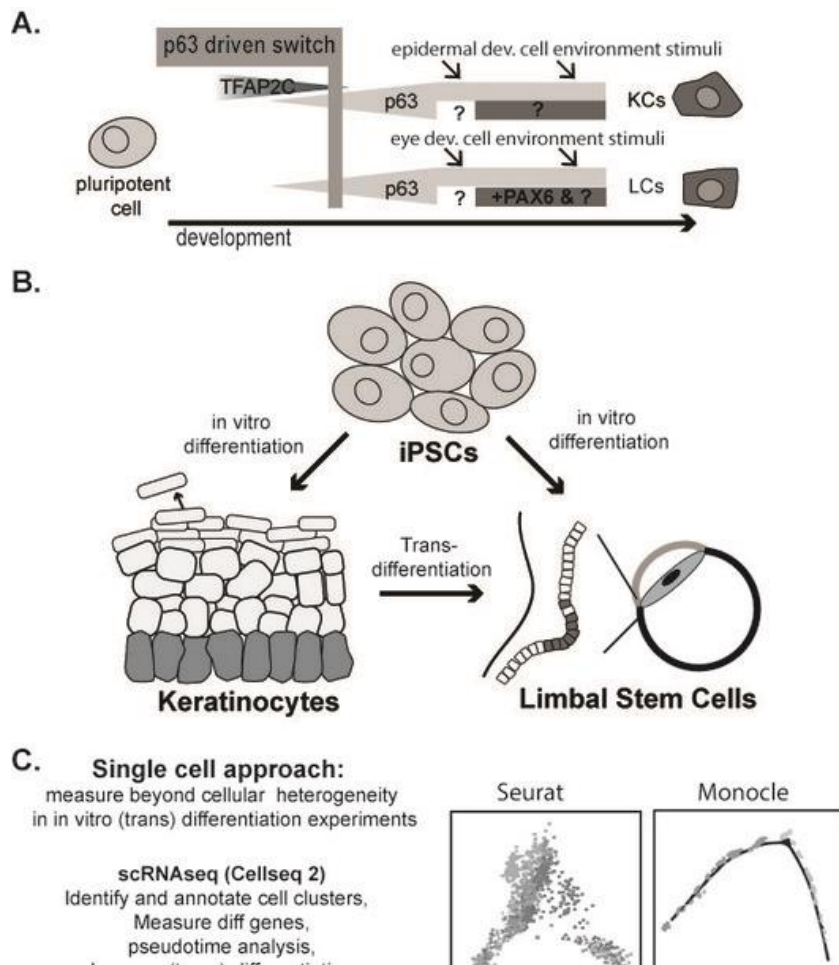 A.
p63 driven switch
epidermal dev. cell environment stimuli
TFAP2C
p63
?
?
KCs
eye dev. cell environment stimuli
pluripotent
cell
p63
?
+PAX6 & ?
LCs
development
B.
in vitro
differentiation
in vitro
differentiation
iPSCs
Trans-
differentiation
Keratinocytes
Limbal Stem Cells
C.
Single cell approach:
measure beyond cellular heterogeneity
in in vitro (trans) differentiation experiments
Seurat
Monocle
scRNAseq (Cellseq 2)
Identify and annotate cell clusters,
Measure diff genes,
pseudotime analysis,